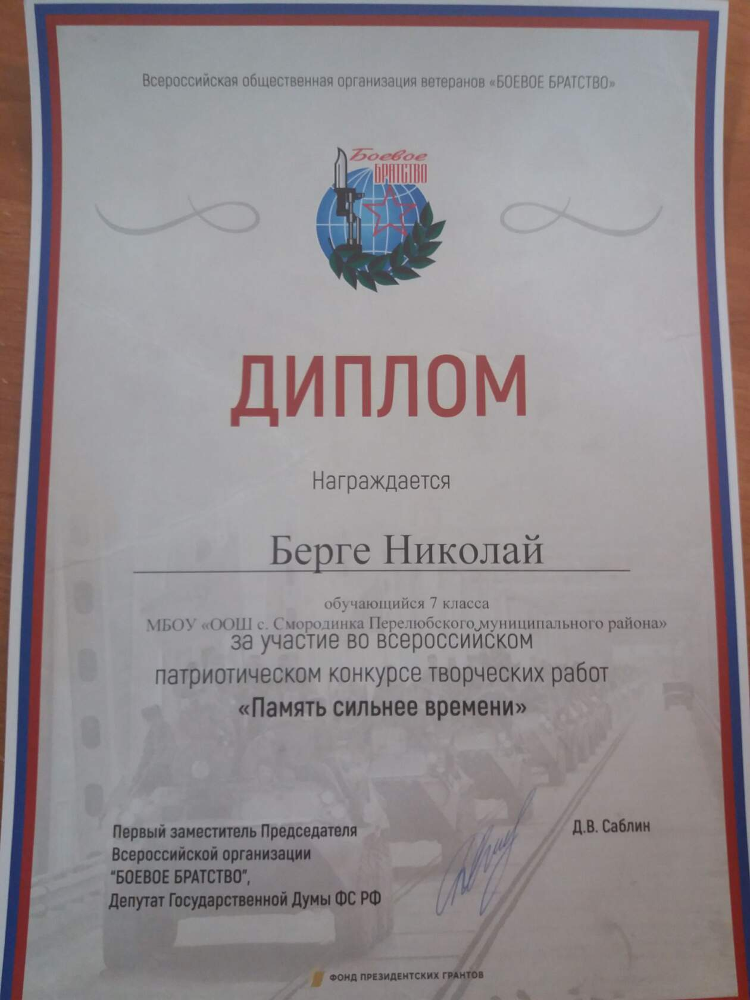 Всероссийская общественная организация ветеранов «БОЕВОЕ БРАТСТВО»
Боевое
БРАТСТВО
ДИПЛОМ
Награждается
Берге Николай
обучающийся 7 класса
МБОУ «ООШ с. Смородинка Перелюбского муниципального района»
за участие во всероссийском
патриотическом конкурсе творческих работ
«Память сильнее времени»
Первый заместитель Председателя
Всероссийской организации
"БОЕВОЕ БРАТСТВО",
Депутат Государственной Думы ФС РФ
Д.В. Саблин
ФОНД ПРЕЗИДЕНТСКИХ ГРАНТОВ